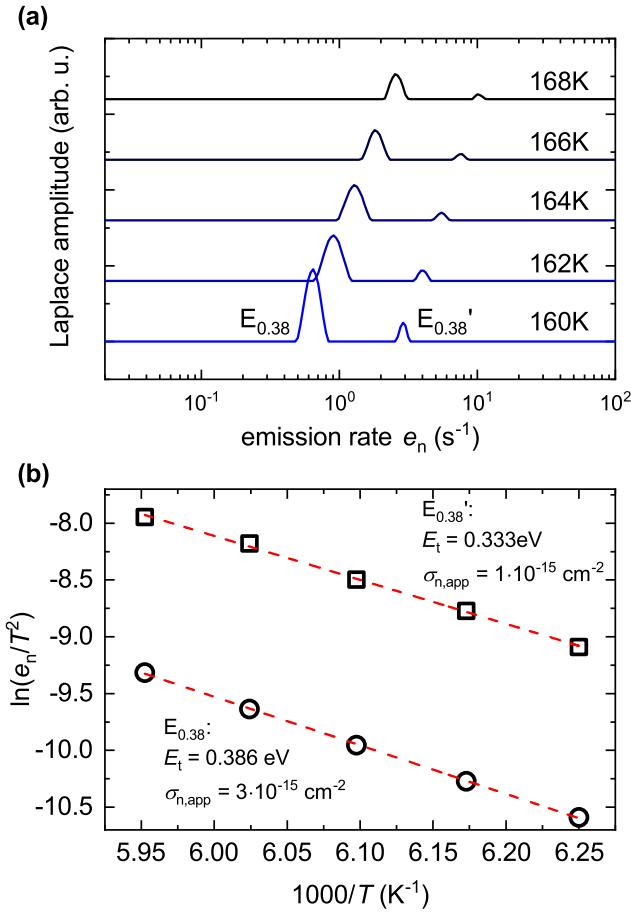 (a)
Laplace amplitude (arb. u.)
168K
166K
164K
162K
160K
E₀.₃₈
E₀.₃₈'
10⁻¹ 10⁰ 10¹ 10²
emission rate eₙ (s⁻¹)
(b)
ln(eₙ/T²)
-8.0
-8.5
-9.0
-9.5
-10.0
-10.5
E₀.₃₈':
Eₜ = 0.333eV
σₙ,ₐₚₚ = 1·10⁻¹⁵ cm⁻²
E₀.₃₈:
Eₜ = 0.386 eV
σₙ,ₐₚₚ = 3·10⁻¹⁵ cm⁻²
5.95 6.00 6.05 6.10 6.15 6.20 6.25
1000/T (K⁻¹)